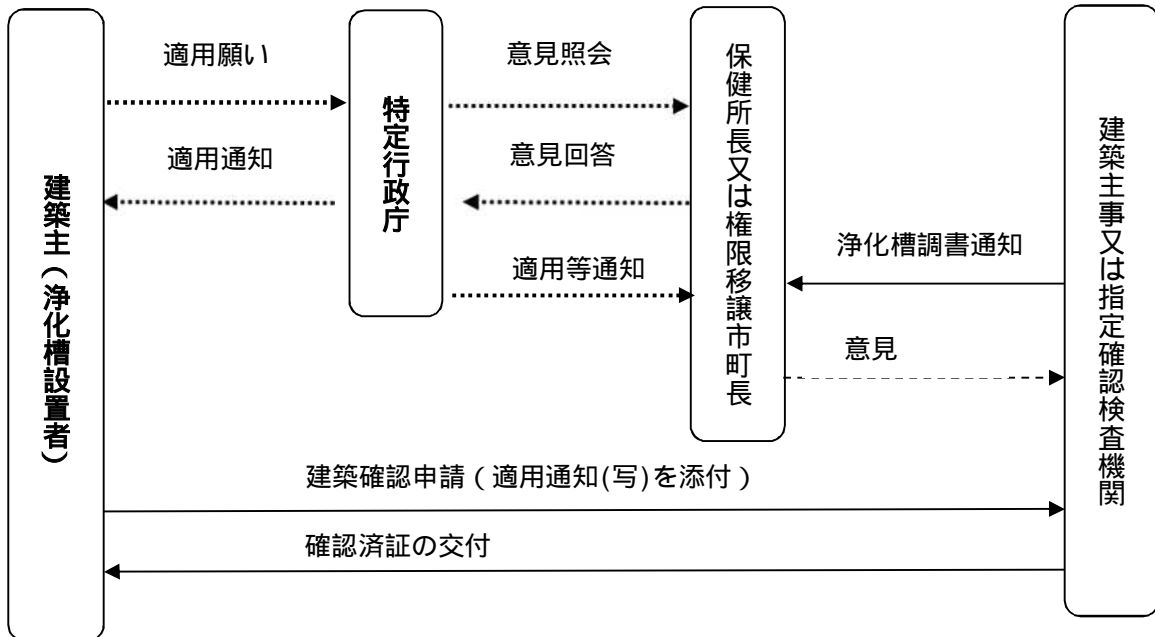 建築主（浄化槽設置者）
適用願い
適用通知
特定行政庁
意見照会
意見回答
適用等通知
保健所長又は権限移譲市町長
浄化槽調書通知
意見
建築主事又は指定確認検査機関
建築確認申請（適用通知(写)を添付）
確認済証の交付